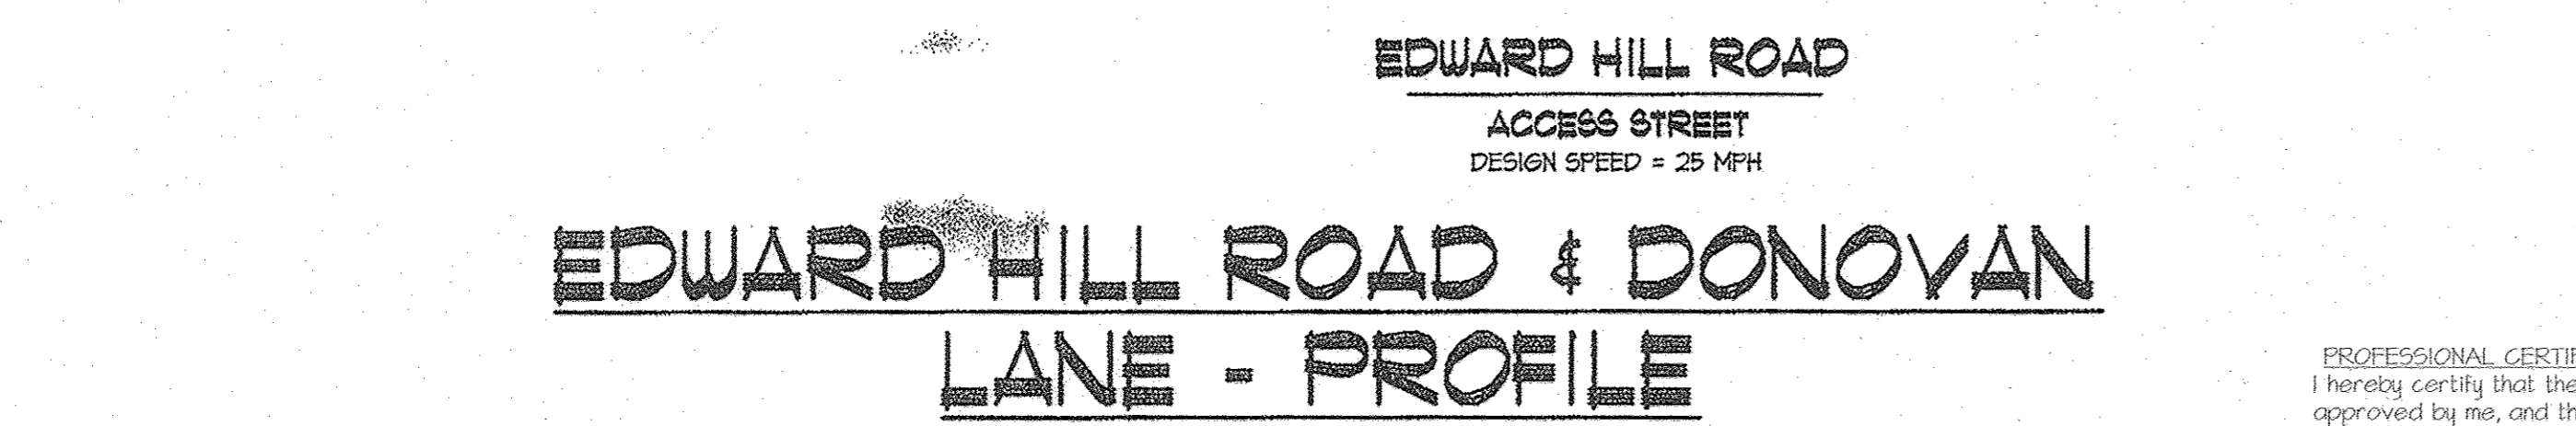 EDWARD HILL ROAD
ACCESS STREET
DESIGN SPEED = 25 MPH
EDWARD HILL ROAD & DONOVAN
LANE - PROFILE
PROFESSIONAL
I hereby certify that the
approved by me, and